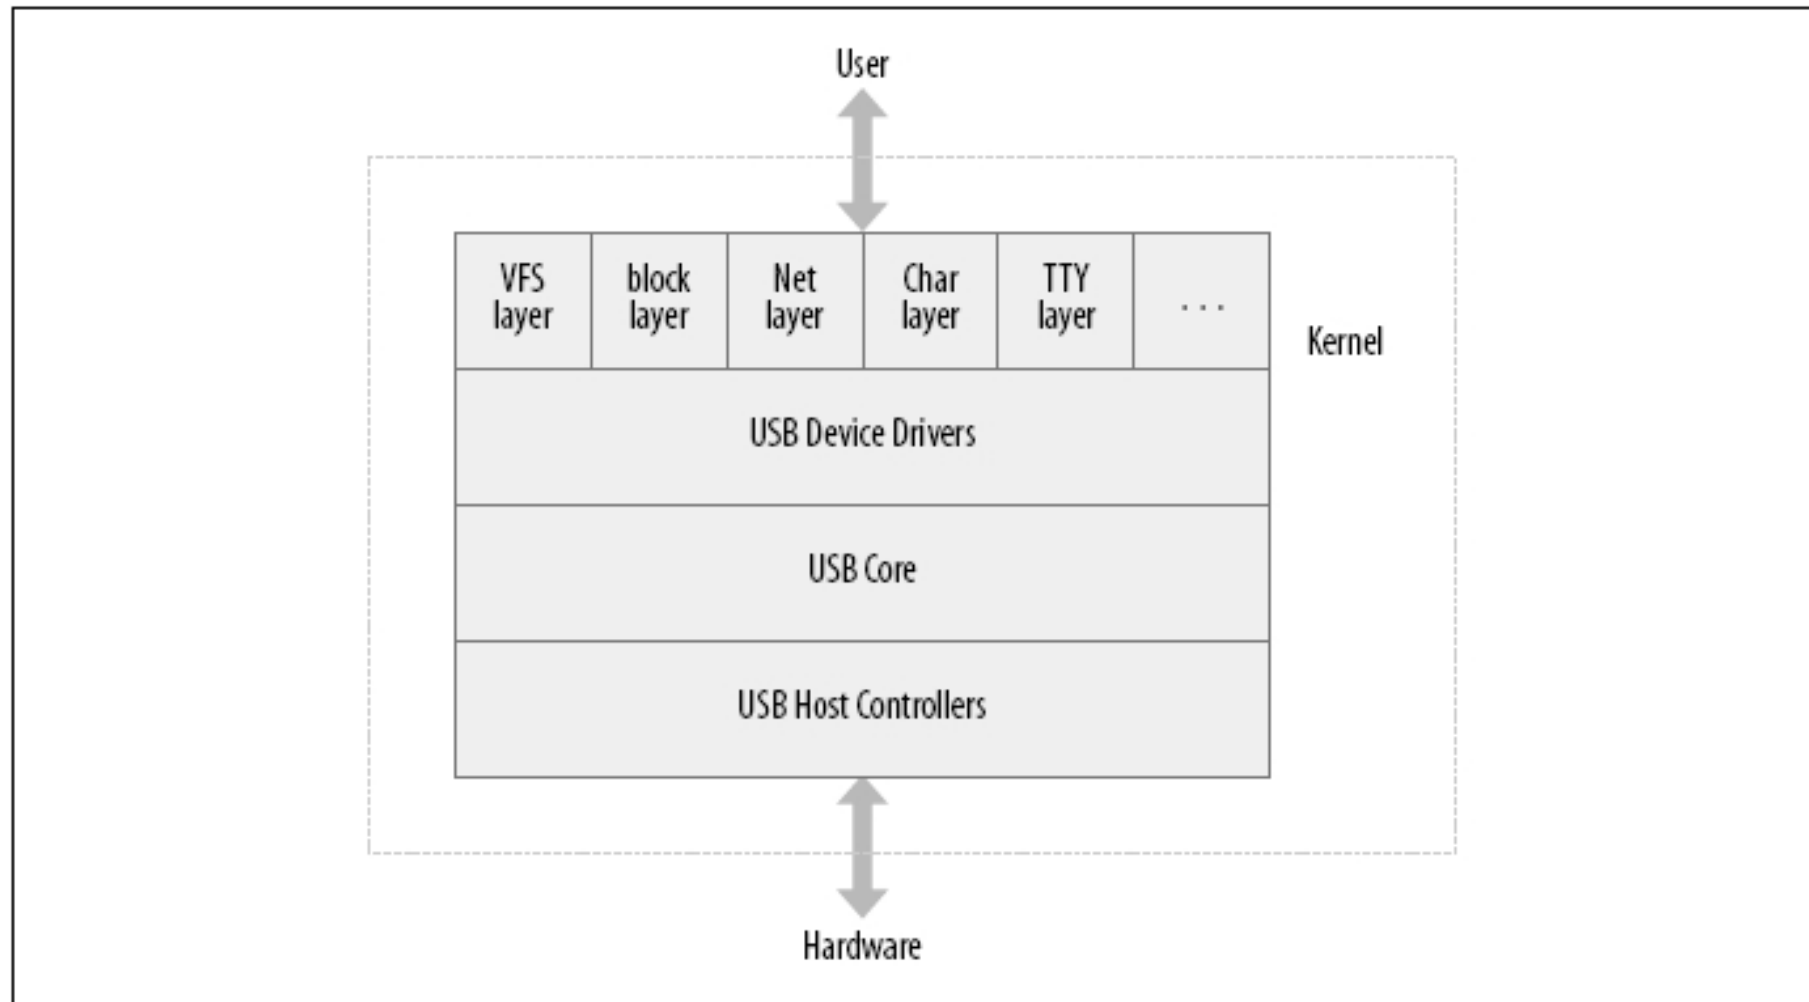 User
VFS
layer
block
layer
Net
layer
Char
layer
TTY
layer
...
Kernel
USB Device Drivers
USB Core
USB Host Controllers
Hardware